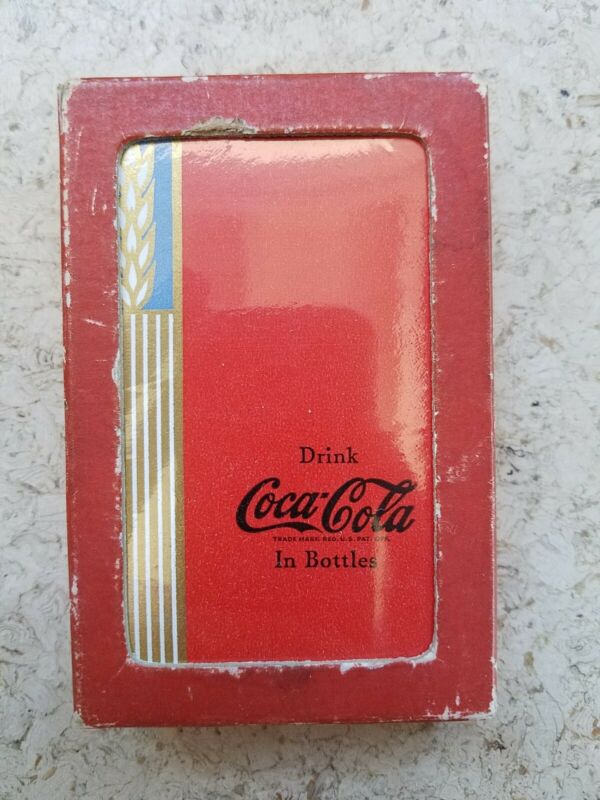 Drink
Coca-Cola
TRADE MARK REG. U.S. PAT. OFF.
In Bottles